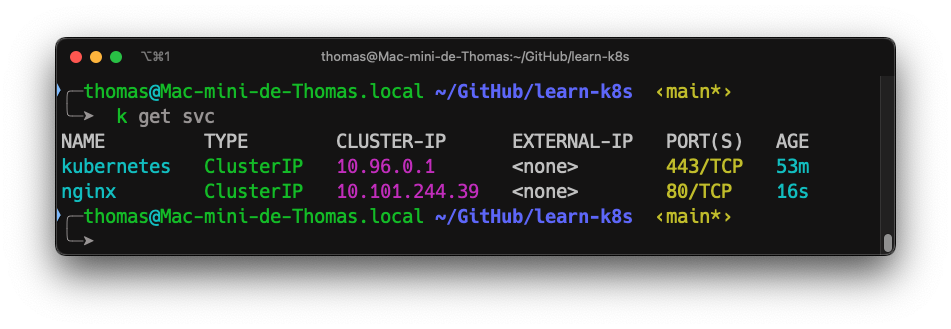 ⌥⌘1 thomas@Mac-mini-de-Thomas:~/GitHub/learn-k8s
thomas@Mac-mini-de-Thomas.local ~/GitHub/learn-k8s ‹main*›
k get svc
NAME TYPE CLUSTER-IP EXTERNAL-IP PORT(S) AGE
kubernetes ClusterIP 10.96.0.1 <none> 443/TCP 53m
nginx ClusterIP 10.101.244.39 <none> 80/TCP 16s
thomas@Mac-mini-de-Thomas.local ~/GitHub/learn-k8s ‹main*›